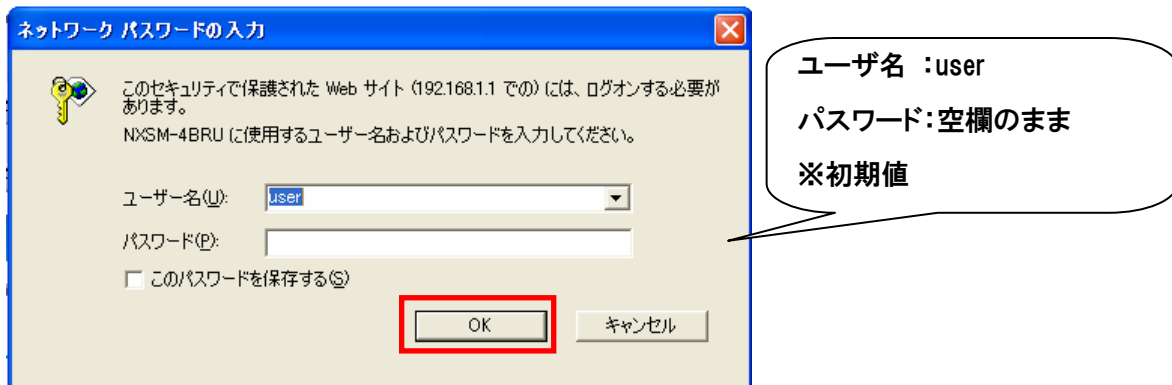 ネットワーク パスワードの入力
このセキュリティで保護された Web サイト (192.168.1.1 での) には、ログオンする必要が
あります。
NXSM-4BRU に使用するユーザー名およびパスワードを入力してください。
ユーザー名(U): user
パスワード(P):
このパスワードを保存する(S)
OK キャンセル
ユーザ名 :user
パスワード:空欄のまま
※初期値